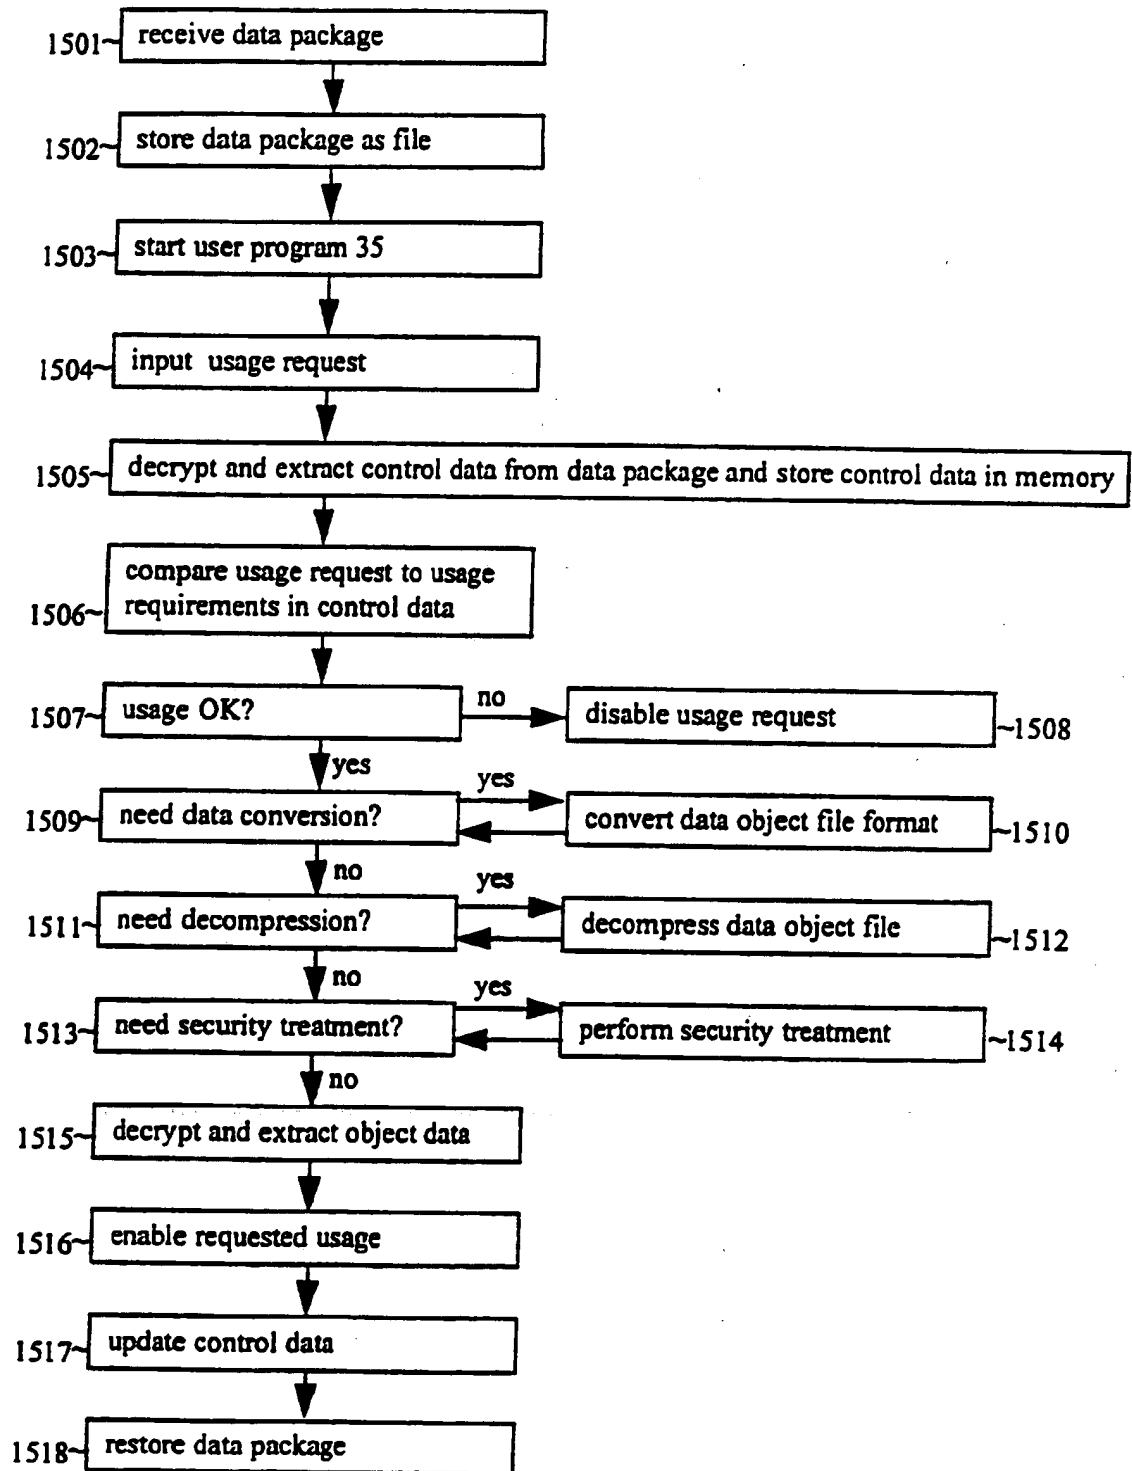 1501~ receive data package
1502~ store data package as file
1503~ start user program 35
1504~ input usage request
1505~ decrypt and extract control data from data package and store control data in memory
compare usage request to usage
1506~ requirements in control data
1507~ usage OK? no disable usage request ~1508
yes
yes
1509~ need data conversion? convert data object file format ~1510
no
yes
1511~ need decompression? decompress data object file ~1512
no
yes
1513~ need security treatment? perform security treatment ~1514
no
1515~ decrypt and extract object data
1516~ enable requested usage
1517~ update control data
1518~ restore data package